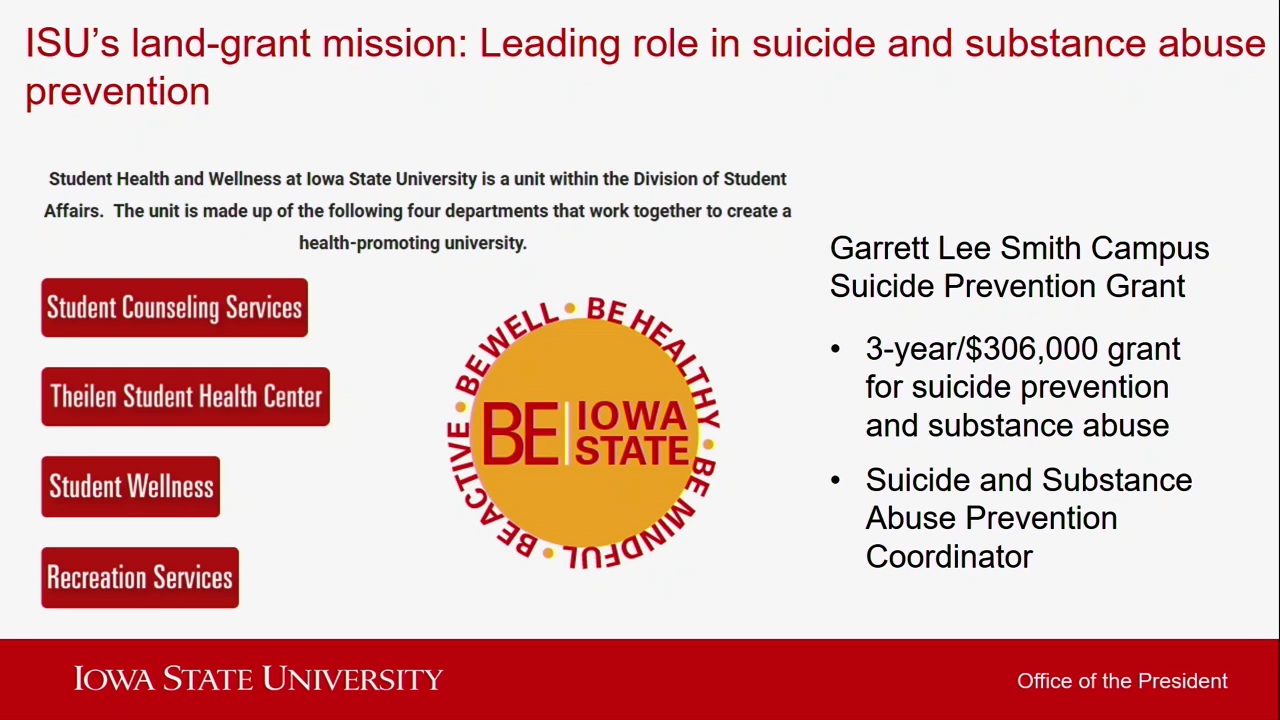 ISU’s land-grant mission: Leading role in suicide and substance abuse
prevention
Student Health and Wellness at Iowa State University is a unit within the Division of Student
Affairs.  The unit is made up of the following four departments that work together to create a
health-promoting university.
Student Counseling Services
Theilen Student Health Center
Student Wellness
Recreation Services
BE WELL • BE HEALTHY • BE MINDFUL • BE ACTIVE •
BE | IOWA
STATE
Garrett Lee Smith Campus
Suicide Prevention Grant
• 3-year/$306,000 grant
for suicide prevention
and substance abuse
• Suicide and Substance
Abuse Prevention
Coordinator
IOWA STATE UNIVERSITY
Office of the President